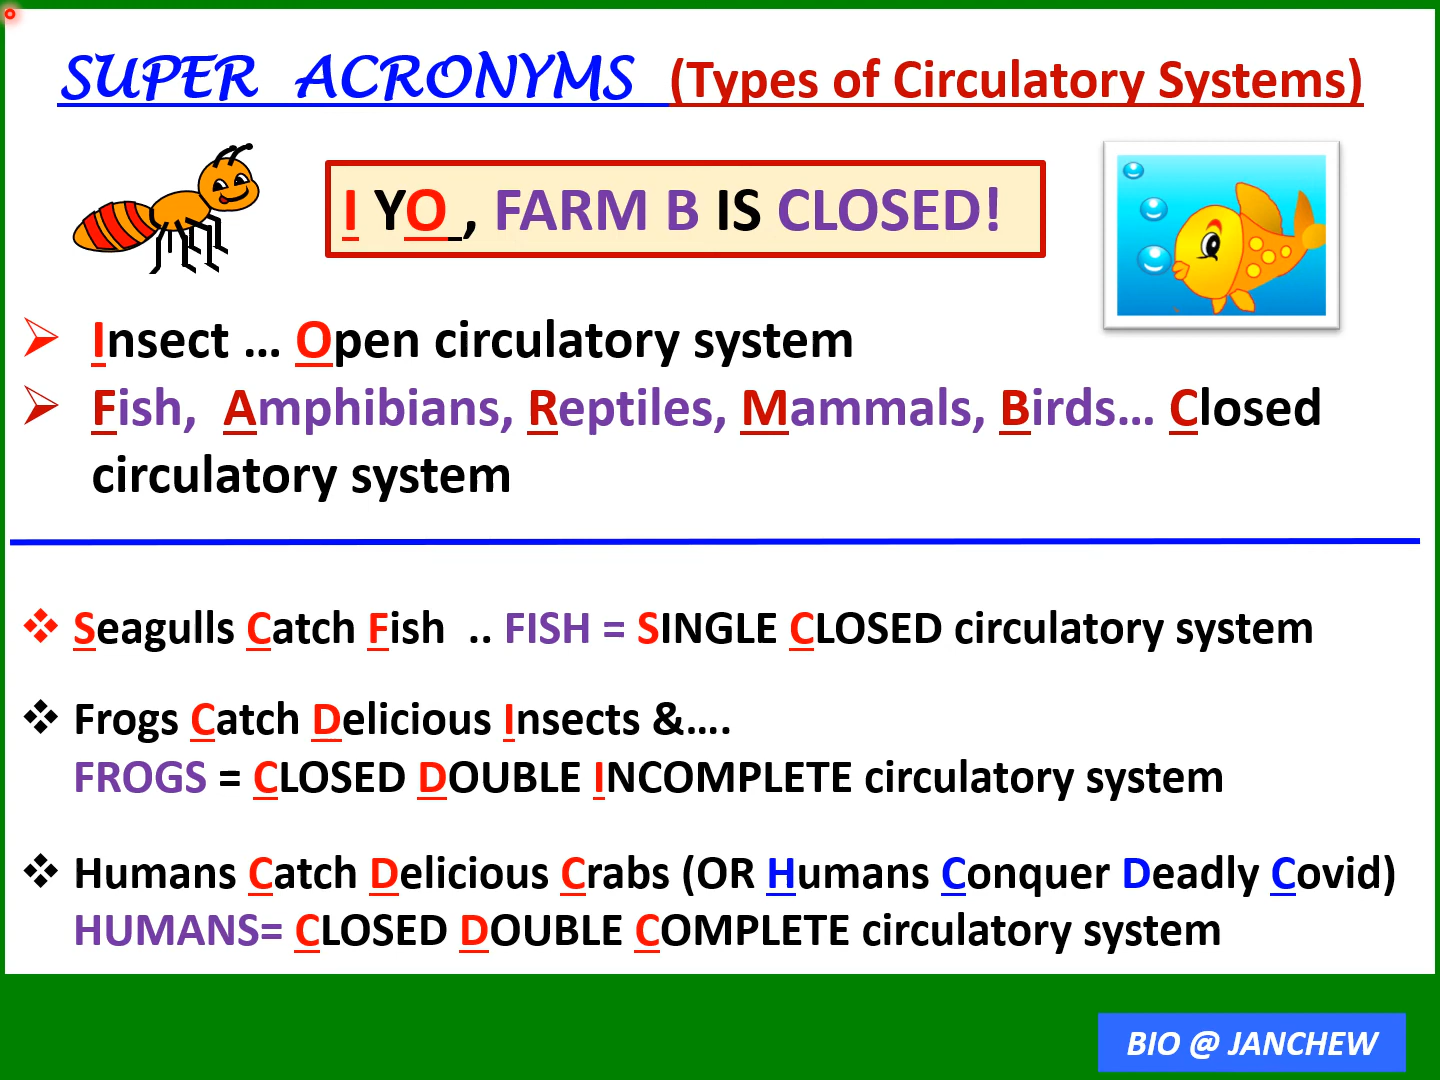 SUPER ACRONYMS (Types of Circulatory Systems)
I YO , FARM B IS CLOSED!
Insect ... Open circulatory system
Fish, Amphibians, Reptiles, Mammals, Birds... Closed
circulatory system
Seagulls Catch Fish .. FISH = SINGLE CLOSED circulatory system
Frogs Catch Delicious Insects &....
FROGS = CLOSED DOUBLE INCOMPLETE circulatory system
Humans Catch Delicious Crabs (OR Humans Conquer Deadly Covid)
HUMANS= CLOSED DOUBLE COMPLETE circulatory system
BIO @ JANCHEW